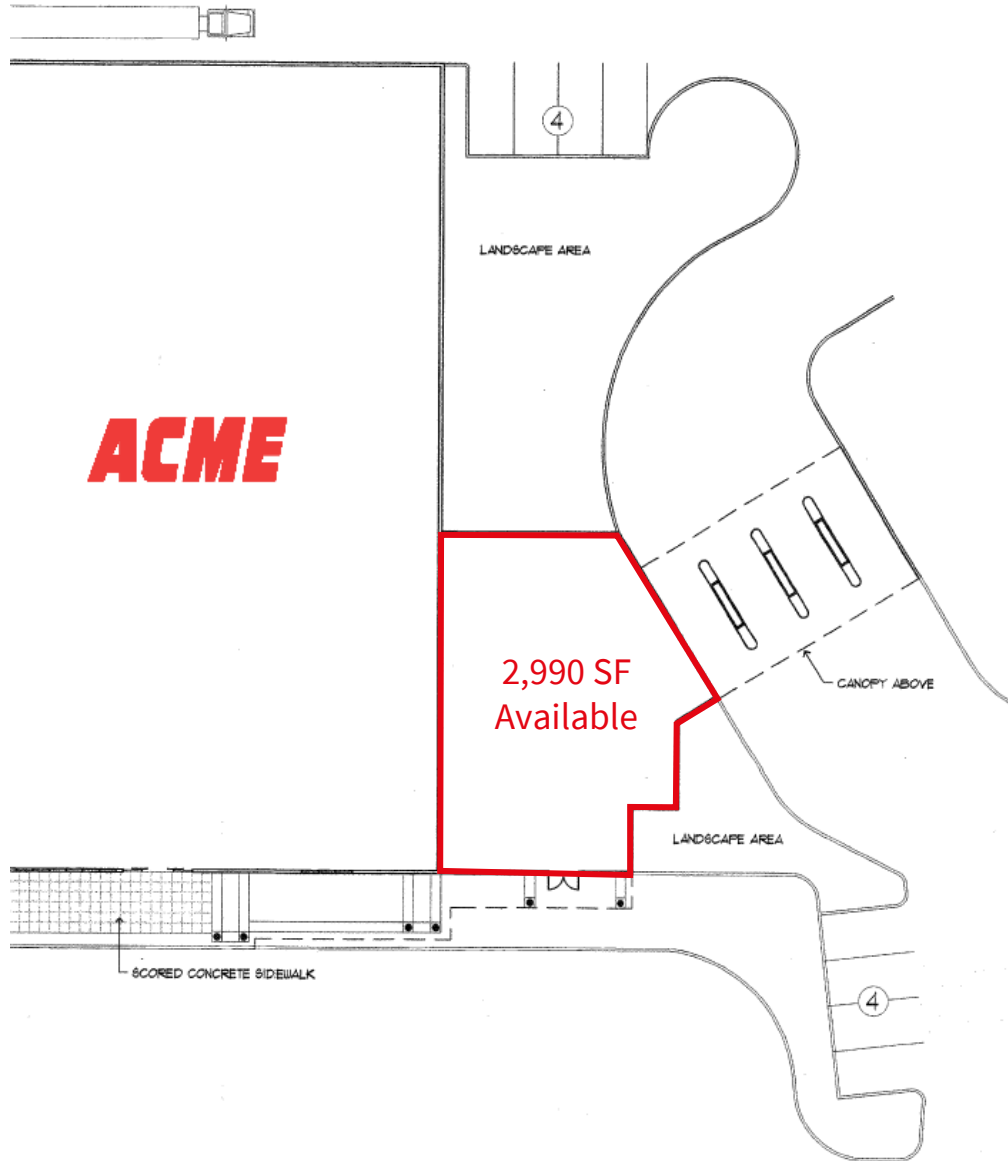 4
LANDSCAPE AREA
ACME
2,990 SF
Available
CANOPY ABOVE
LANDSCAPE AREA
SCORED CONCRETE SIDEWALK
4